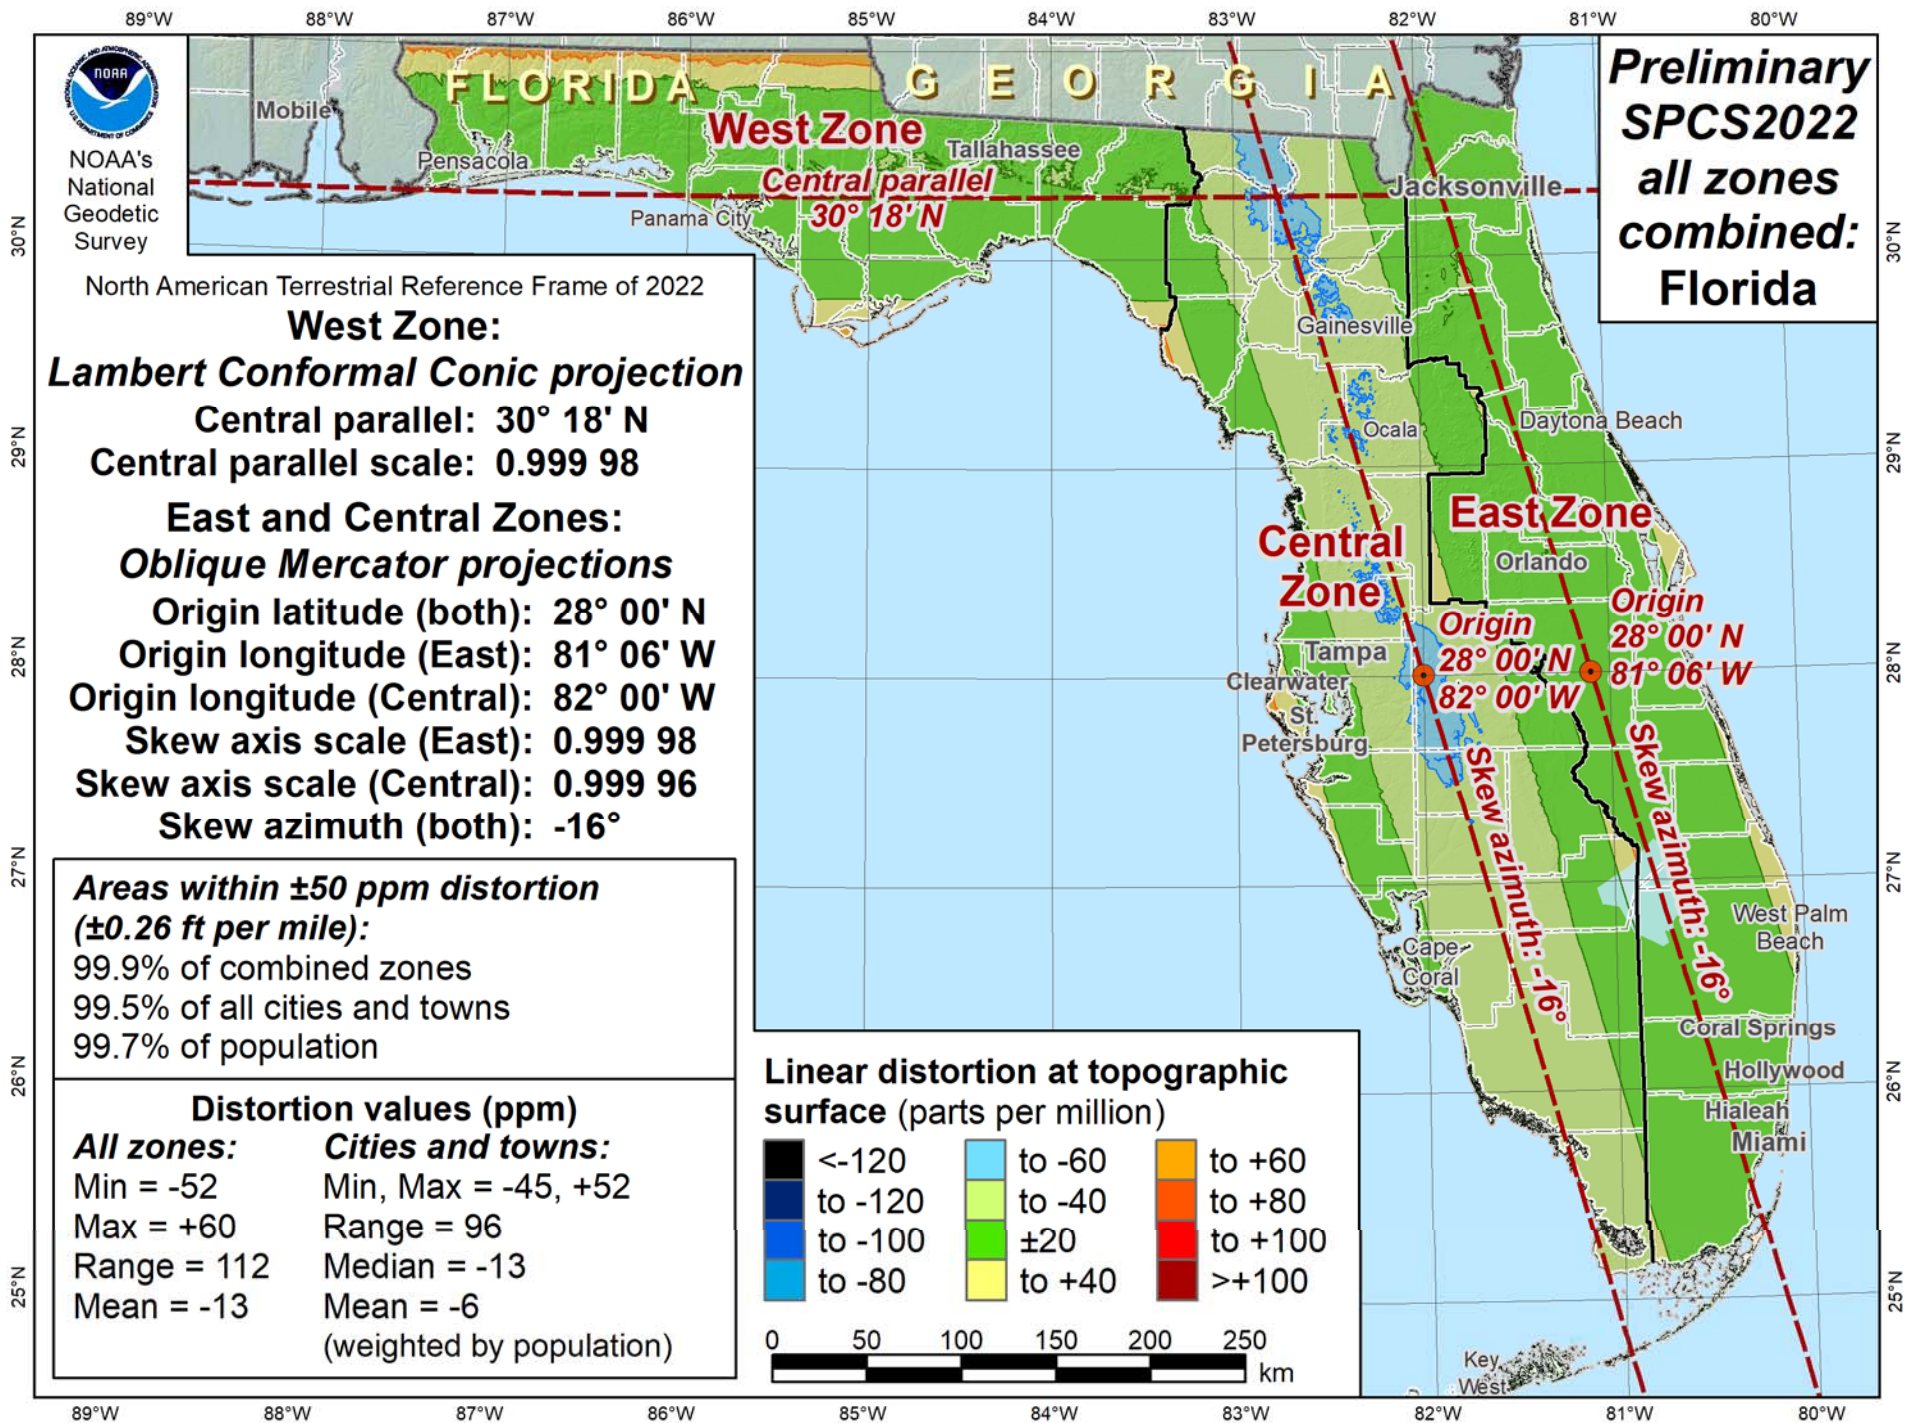 89°W 88°W 87°W 86°W 85°W 84°W 83°W 82°W 81°W 80°W
NOAA
NOAA's
National
Geodetic
Survey
Preliminary
SPCS2022
all zones
combined:
Florida
FLORIDA
GEORGIA
Mobile
Pensacola
West Zone
Tallahassee
Central parallel
30° 18' N
Panama City
Jacksonville
30°N
30°N
North American Terrestrial Reference Frame of 2022
West Zone:
Lambert Conformal Conic projection
Central parallel: 30° 18' N
Central parallel scale: 0.999 98
East and Central Zones:
Oblique Mercator projections
Origin latitude (both): 28° 00' N
Origin longitude (East): 81° 06' W
Origin longitude (Central): 82° 00' W
Skew axis scale (East): 0.999 98
Skew axis scale (Central): 0.999 96
Skew azimuth (both): -16°
Gainesville
Ocala
Daytona Beach
29°N
29°N
East Zone
Central
Zone
Orlando
Origin
28° 00' N
82° 00' W
Origin
28° 00' N
81° 06' W
Tampa
Clearwater
St.
Petersburg
28°N
28°N
Skew azimuth: -16°
Skew azimuth: -16°
27°N
27°N
West Palm
Beach
Cape
Coral
Coral Springs
Hollywood
Hialeah
Miami
26°N
26°N
25°N
25°N
Key
West
Areas within ±50 ppm distortion
(±0.26 ft per mile):
99.9% of combined zones
99.5% of all cities and towns
99.7% of population
Distortion values (ppm)
All zones: Cities and towns:
Min = -52 Min, Max = -45, +52
Max = +60 Range = 96
Range = 112 Median = -13
Mean = -13 Mean = -6
(weighted by population)
Linear distortion at topographic
surface (parts per million)
<-120 to -60 to +60
to -120 to -40 to +80
to -100 ±20 to +100
to -80 to +40 >+100
0 50 100 150 200 250
km
89°W 88°W 87°W 86°W 85°W 84°W 83°W 82°W 81°W 80°W